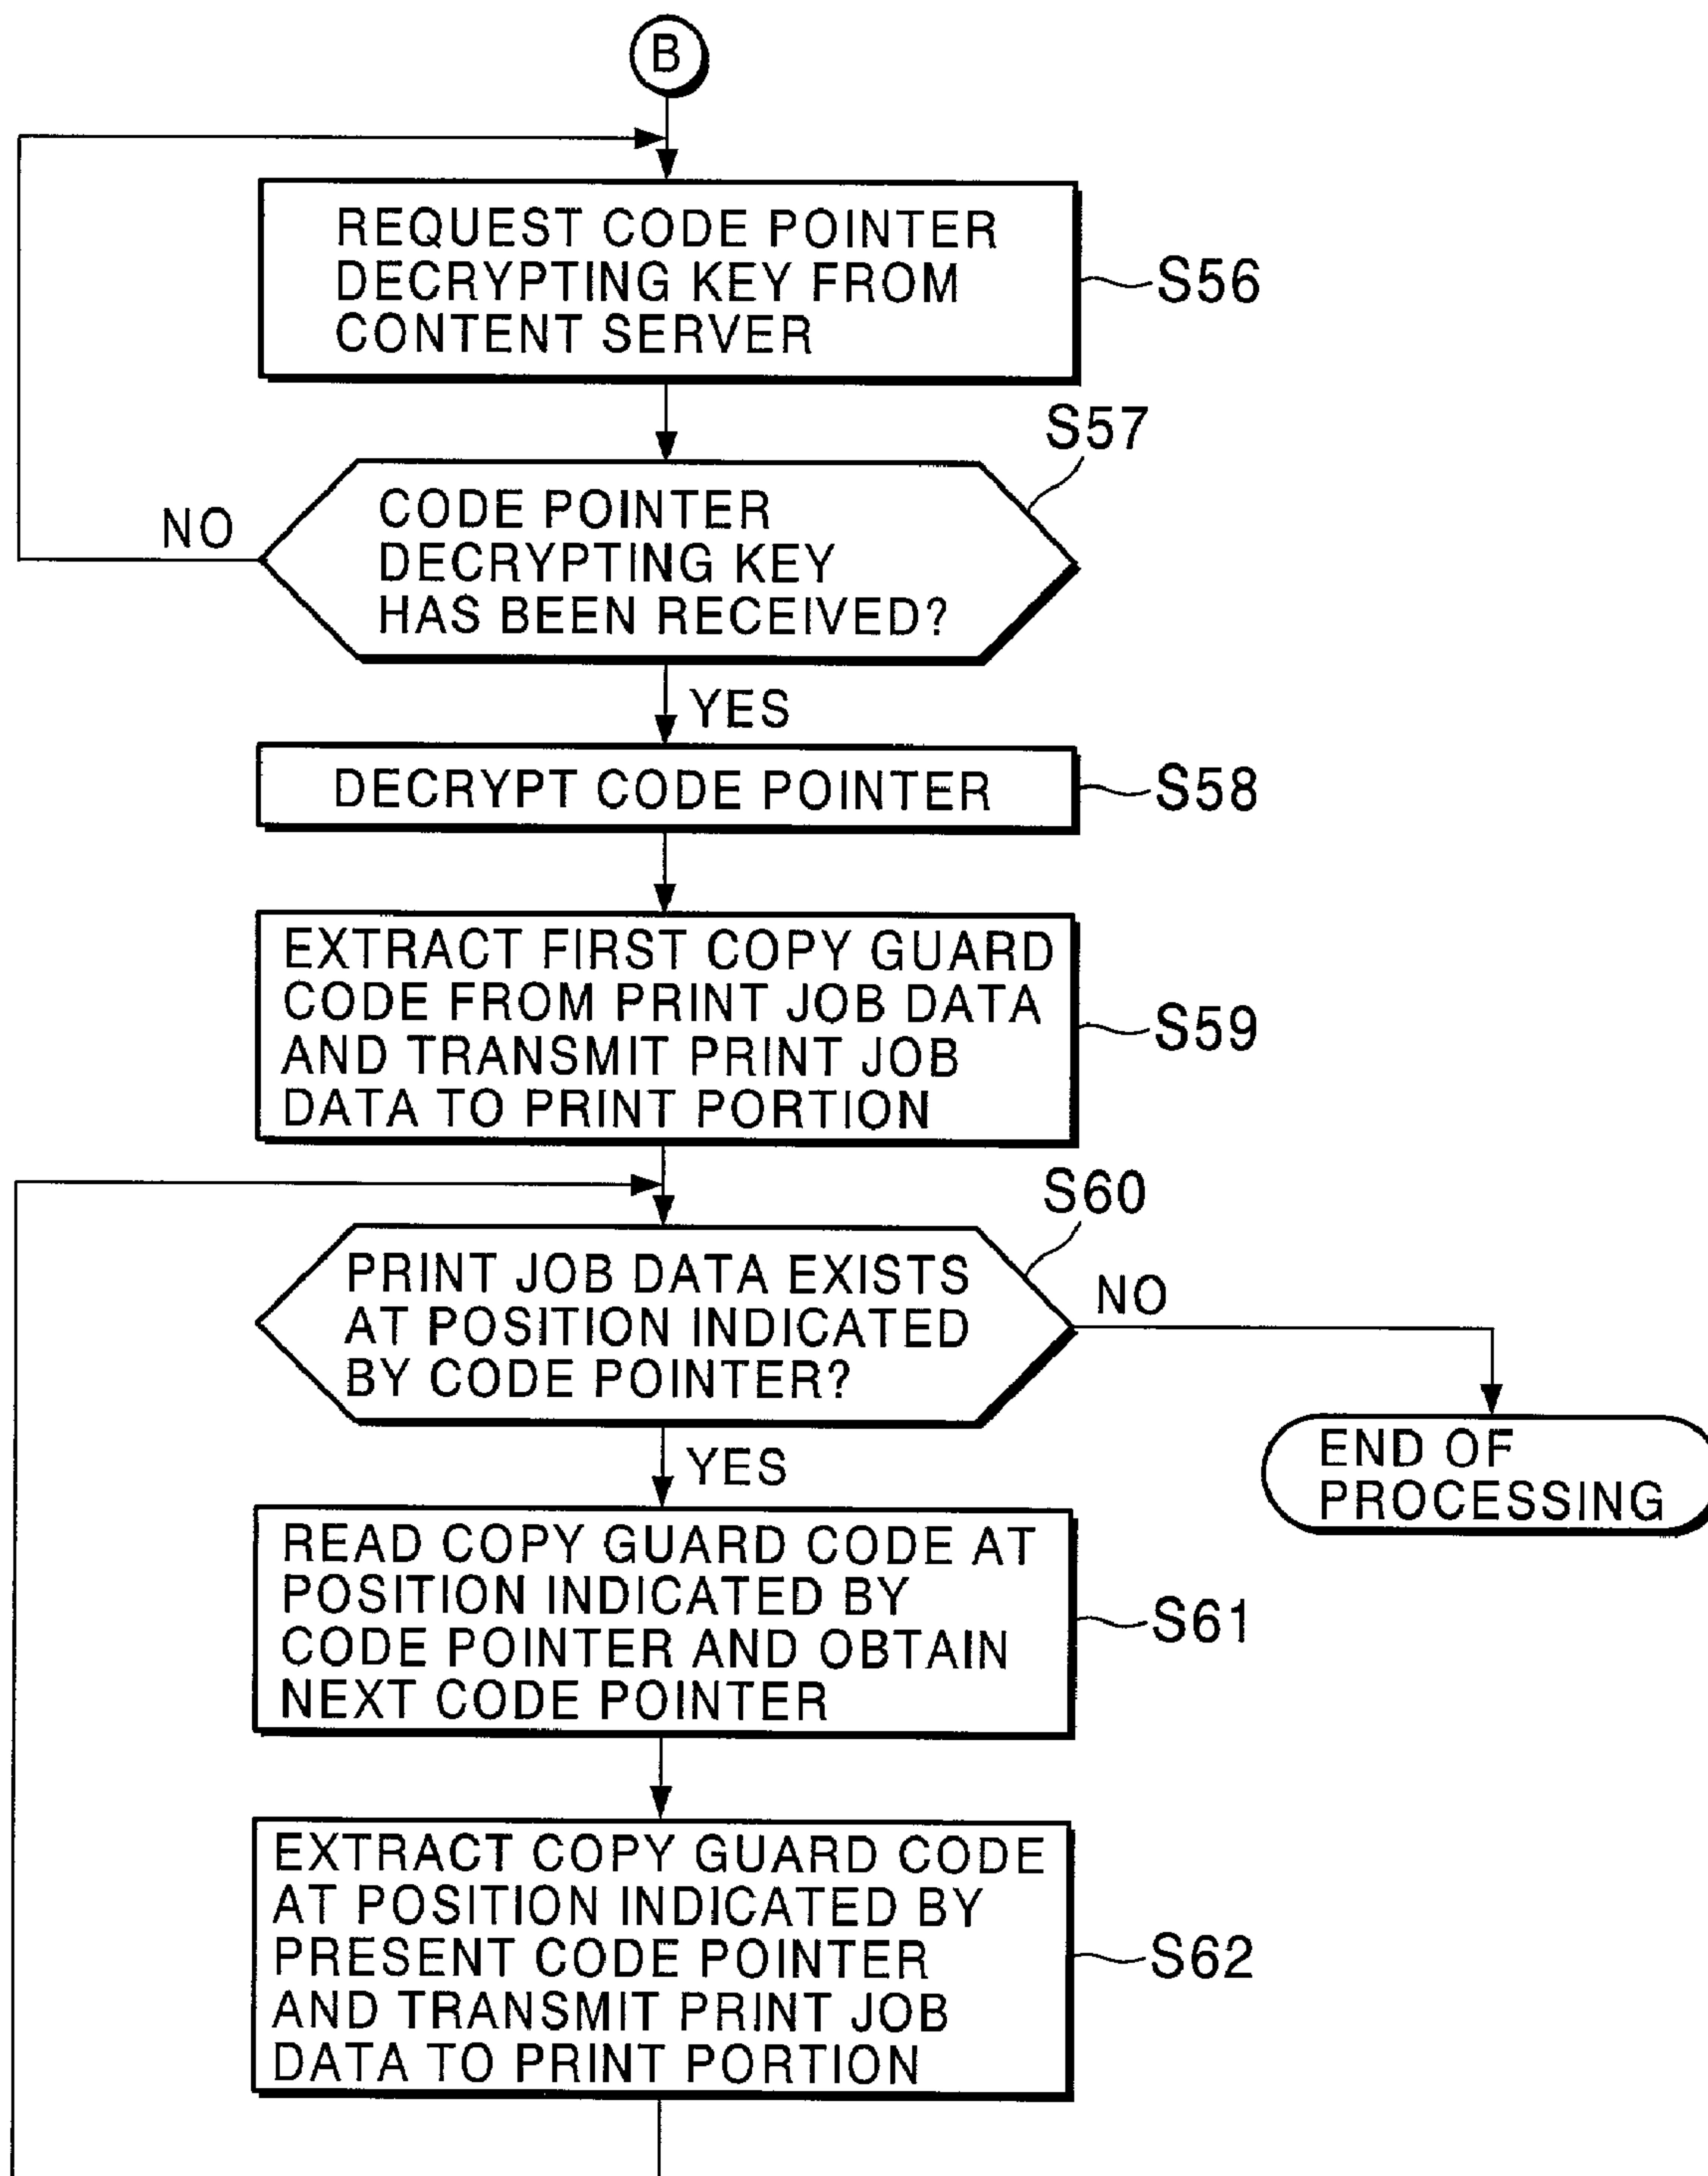 B
REQUEST CODE POINTER
DECRYPTING KEY FROM
CONTENT SERVER
S56
S57
CODE POINTER
DECRYPTING KEY
HAS BEEN RECEIVED?
NO
YES
DECRYPT CODE POINTER
S58
EXTRACT FIRST COPY GUARD
CODE FROM PRINT JOB DATA
AND TRANSMIT PRINT JOB
DATA TO PRINT PORTION
S59
S60
PRINT JOB DATA EXISTS
AT POSITION INDICATED
BY CODE POINTER?
NO
END OF
PROCESSING
YES
READ COPY GUARD CODE AT
POSITION INDICATED BY
CODE POINTER AND OBTAIN
NEXT CODE POINTER
S61
EXTRACT COPY GUARD CODE
AT POSITION INDICATED BY
PRESENT CODE POINTER
AND TRANSMIT PRINT JOB
DATA TO PRINT PORTION
S62